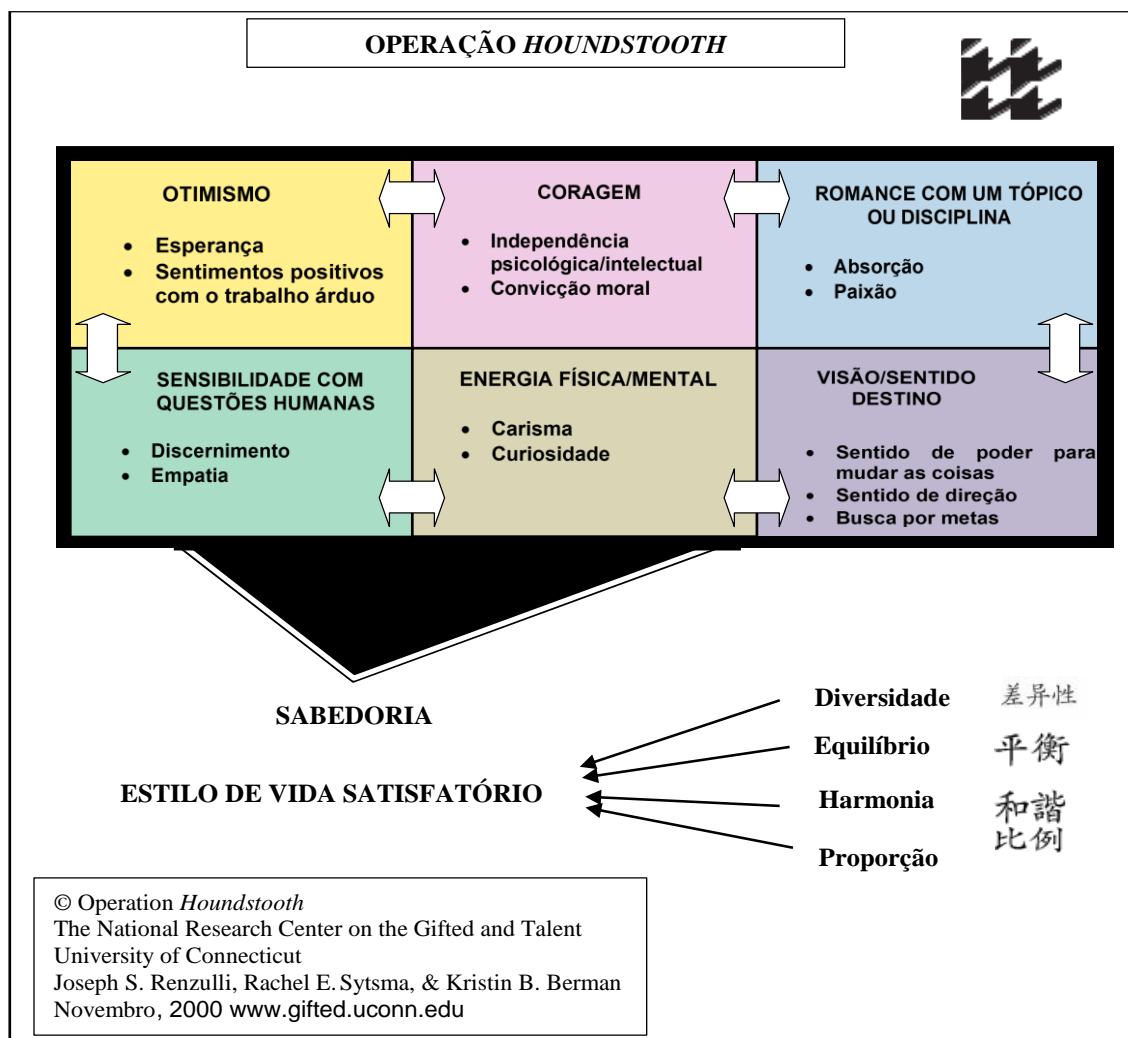 OPERAÇÃO HOUNDSTOOTH
OTIMISMO
• Esperança
• Sentimentos positivos
com o trabalho árduo
CORAGEM
• Independência
psicológica/intelectual
• Convicção moral
ROMANCE COM UM TÓPICO
OU DISCIPLINA
• Absorção
• Paixão
SENSIBILIDADE COM
QUESTÕES HUMANAS
• Discernimento
• Empatia
ENERGIA FÍSICA/MENTAL
• Carisma
• Curiosidade
VISÃO/SENTIDO
DESTINO
• Sentido de poder para
mudar as coisas
• Sentido de direção
• Busca por metas
SABEDORIA
ESTILO DE VIDA SATISFATÓRIO
Diversidade 差异性
Equilíbrio 平衡
Harmonia 和諧
Proporção 比例
© Operation Houndstooth
The National Research Center on the Gifted and Talent
University of Connecticut
Joseph S. Renzulli, Rachel E. Sytsma, & Kristin B. Berman
Novembro, 2000 www.gifted.uconn.edu